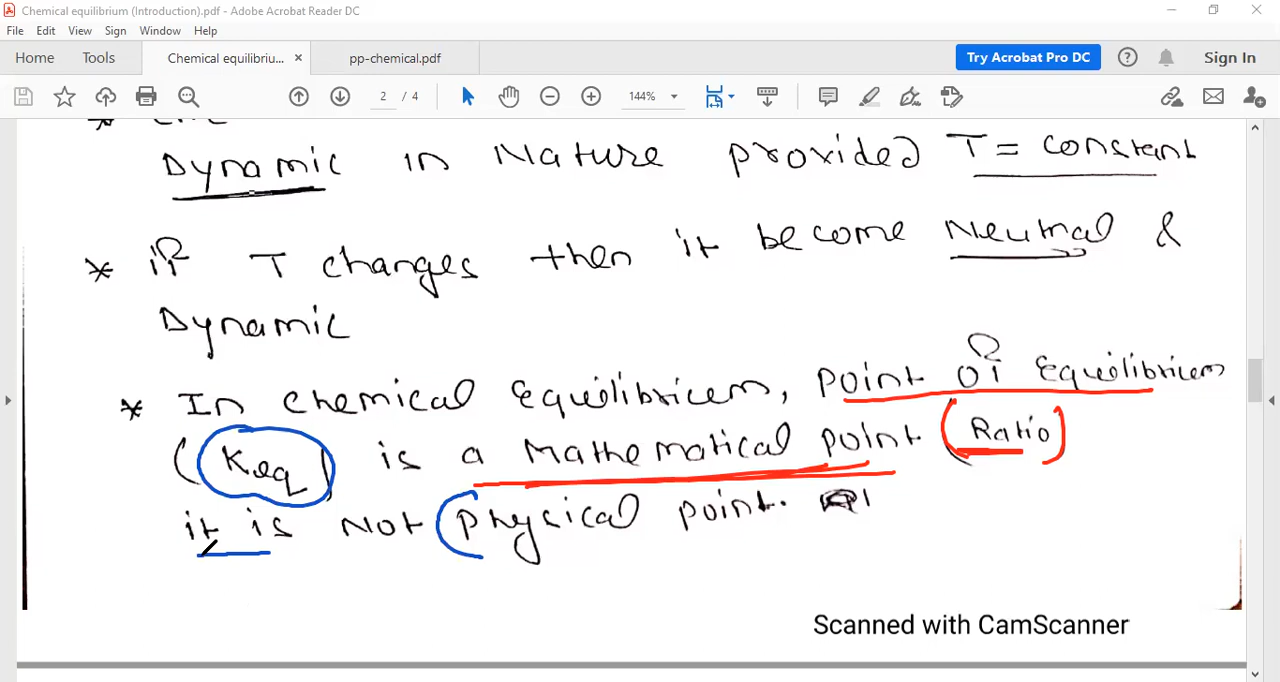 Chemical equilibrium (Introduction).pdf - Adobe Acrobat Reader DC
File Edit View Sign Window Help
Home Tools Chemical equilibriu... × pp-chemical.pdf Try Acrobat Pro DC Sign In
2 / 4 144%
Dynamic in Nature provided T = constant
* if T changes then it become Neutral &
Dynamic
* In chemical Equilibrium, point of Equilibrium
(Keq) is a Mathematical point (Ratio)
it is Not physical point.
Scanned with CamScanner